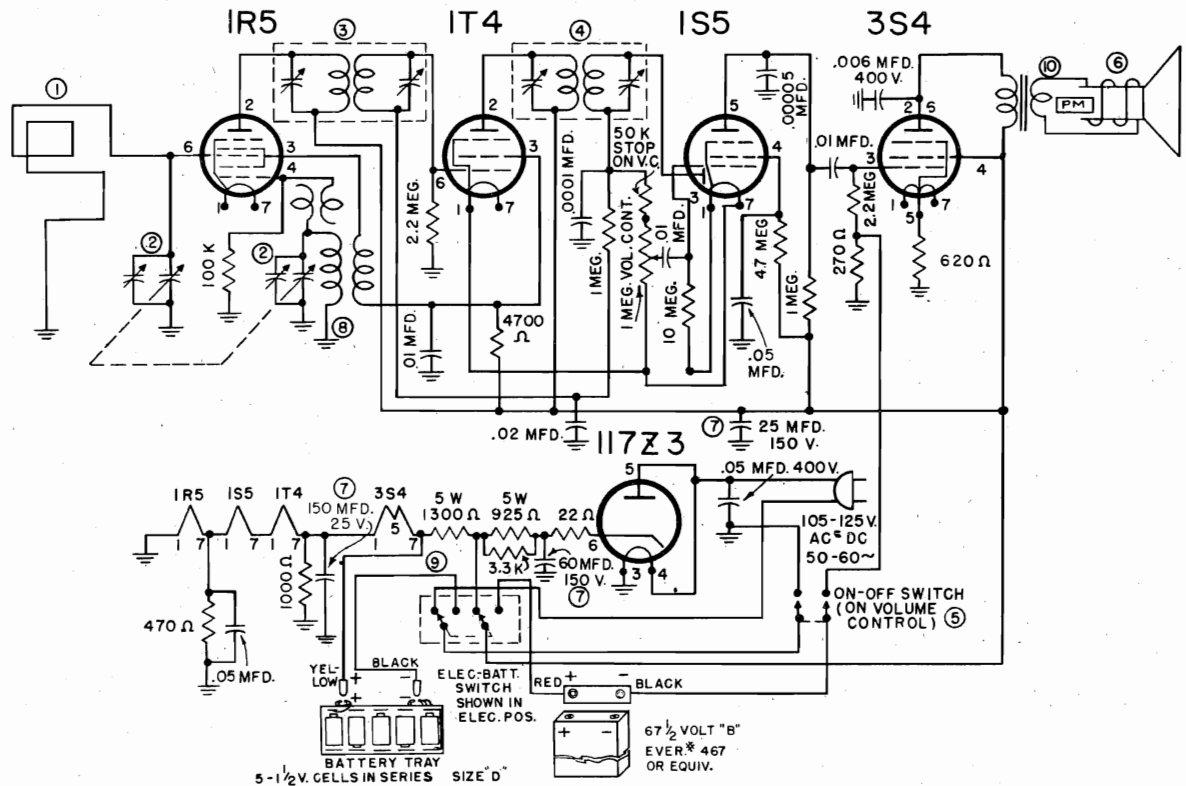 1R5
1T4
1S5
3S4
①
③
④
⑩
⑥
.006 MFD.
400 V.
PM
2
2
5
2 6
.00005
MFD.
50 K
STOP
ON V.C.
6
3
4
6
3
4
3
4
1
7
1
7
3
1
7
5
7
.01 MFD.
2.2 MEG.
.0001 MFD.
1 MEG. VOL. CONT.
.01
MFD.
2.2 MEG.
100 K
②
②
1 MEG.
10 MEG.
4.7 MEG
1 MEG.
270 Ω
620 Ω
⑧
.01 MFD.
4700
Ω
.05
MFD.
.02 MFD.
⑦
25 MFD.
150 V.
117Z3
.05 MFD. 400V.
1R5
1S5
1T4
⑦
150 MFD.
25 V.
3S4
5
5 W
1300 Ω
5 W
925 Ω
22 Ω
5
6
3
4
105-125 V.
AC or DC
50-60~
1
7
1
7
1
7
1
7
1000 Ω
⑨
3.3 K
60 MFD.
150 V.
⑦
470 Ω
.05 MFD.
ON-OFF SWITCH
(ON VOLUME
CONTROL) ⑤
YEL-
LOW
BLACK
+
-
+
-
ELEC-BATT.
SWITCH
SHOWN IN
ELEC. POS.
RED
+
-
BLACK
+
-
67 1/2 VOLT "B"
EVER.# 467
OR EQUIV.
BATTERY TRAY
5-1 1/2 V. CELLS IN SERIES SIZE "D"